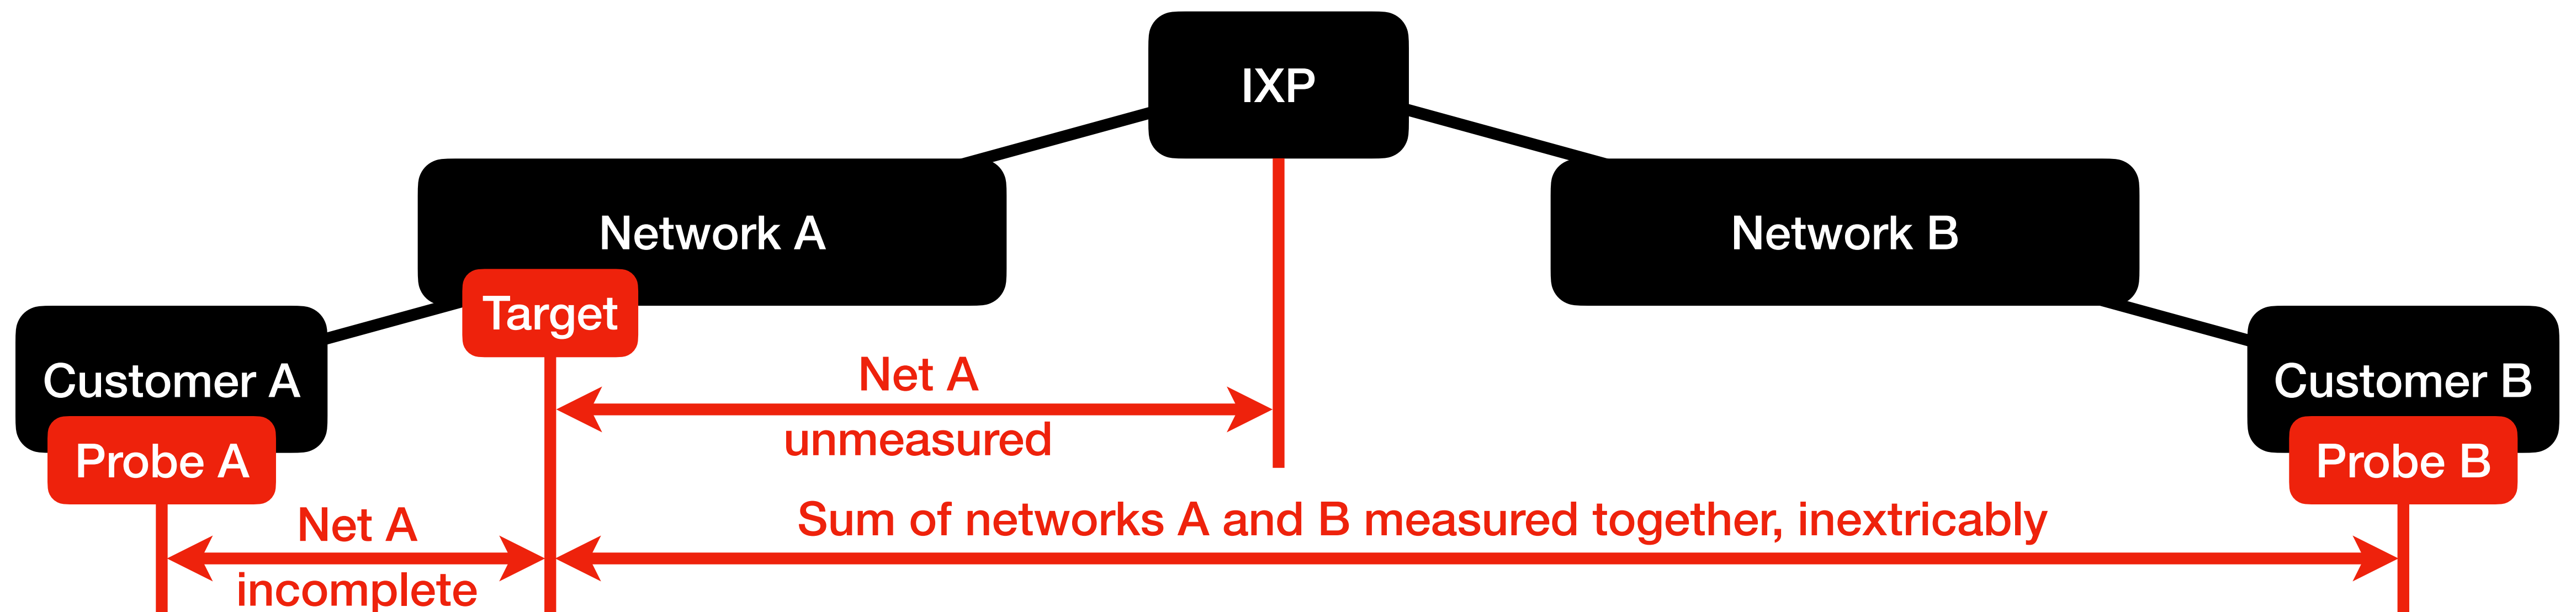 IXP
Network A
Network B
Target
Customer A
Net A
Customer B
unmeasured
Probe A
Probe B
Net A
Sum of networks A and B measured together, inextricably
incomplete